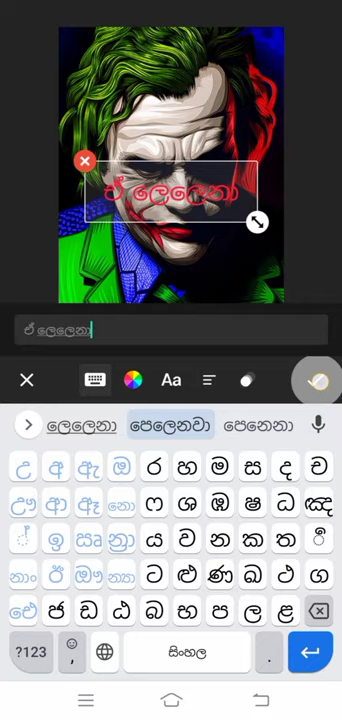 ඒ ලෙලෙනා
ඒ ලෙලෙනා
Aa
ලෙලෙනා පෙලෙනවා පෙනෙනා
උ අ ඇ ඔ ර හ ම ස ද ච
ඌ ආ ඈ නො ෆ ශ ඹ ෂ ඨ ඤ
ඉ ඍ න්‍රා ය ව න ක ත
නාං ඊ ඖ න්‍යා ට ළු ණ ඛ ථ ග
ඓ ජ ඩ ඨ බ භ ප ල ළ
?123 , සිංහල .